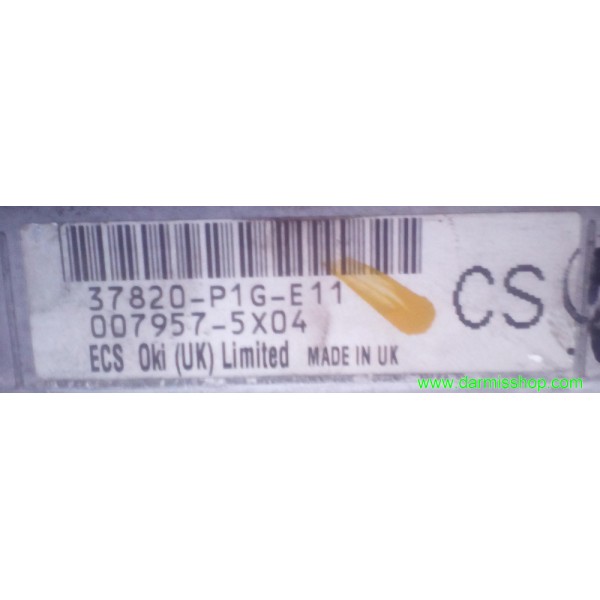 37820-P1G-E11
007957-5X04
CS
ECS Oki (UK) Limited MADE IN UK
www.darmisshop.com